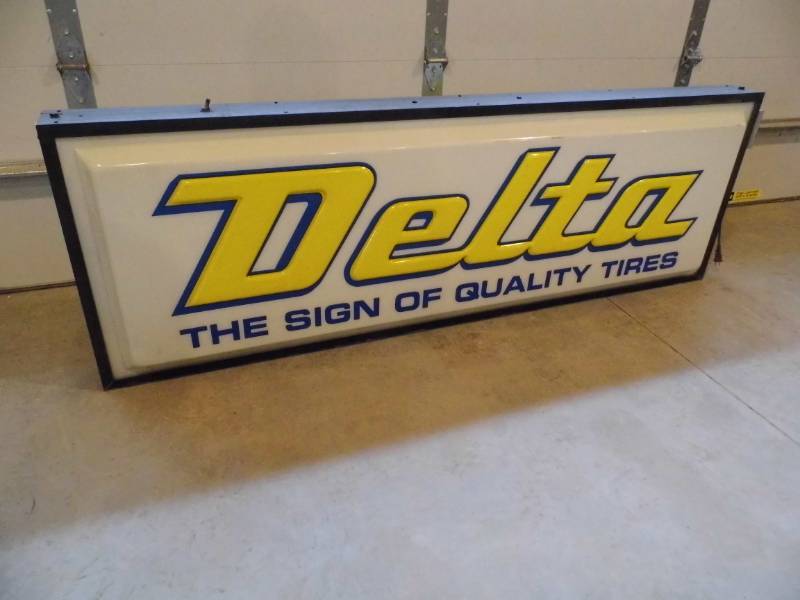 Delta
THE SIGN OF QUALITY TIRES